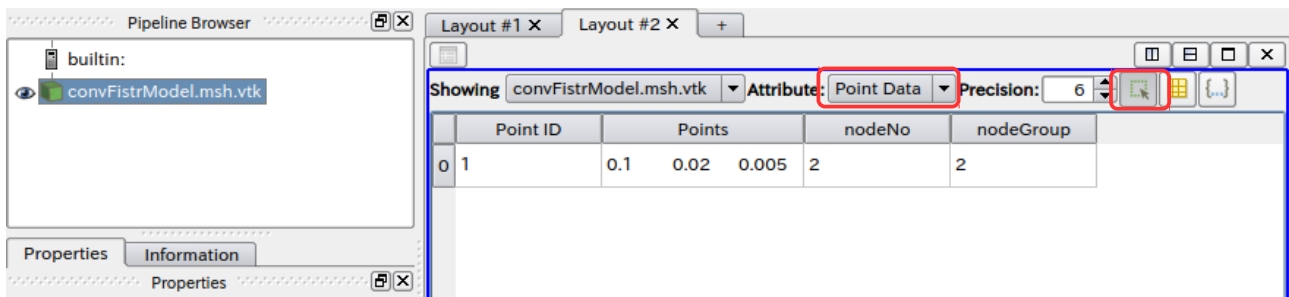 Pipeline Browser
builtin:
convFistrModel.msh.vtk
Properties Information
Properties
Layout #1 Layout #2 +
Showing convFistrModel.msh.vtk Attribute: Point Data Precision: 6 {...}
Point ID Points nodeNo nodeGroup
0 1 0.1 0.02 0.005 2 2